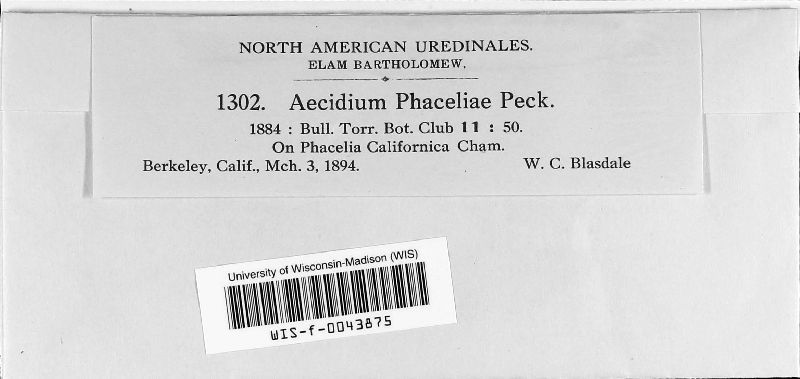 NORTH AMERICAN UREDINALES.
ELAM BARTHOLOMEW.
1302. Aecidium Phaceliae Peck.
1884 : Bull. Torr. Bot. Club 11 : 50.
On Phacelia Californica Cham.
Berkeley, Calif., Mch. 3, 1894. W. C. Blasdale
University of Wisconsin-Madison (WIS)
WIS-f-0043875